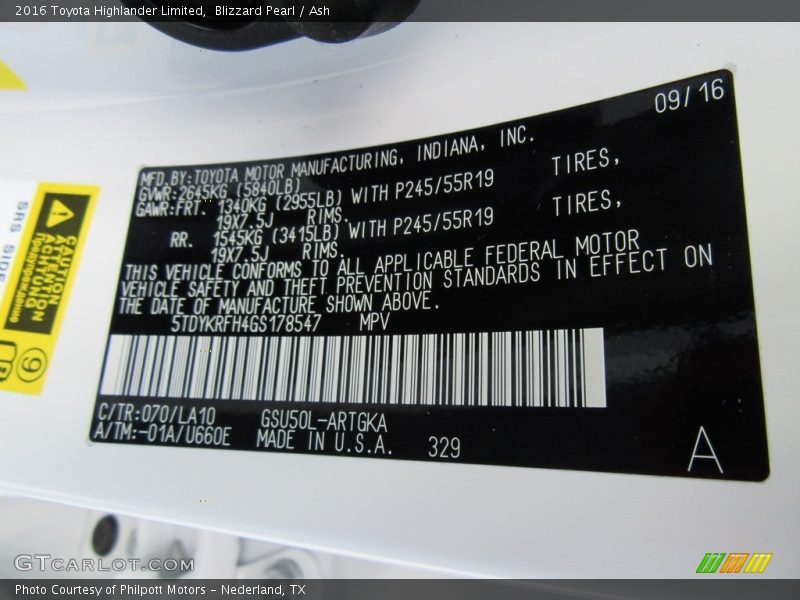 2016 Toyota Highlander Limited, Blizzard Pearl / Ash
09/ 16
MFD.BY:TOYOTA MOTOR MANUFACTURING, INDIANA, INC.
GVWR:2645KG (5840LB)
GAWR:FRT. 1340KG (2955LB) WITH P245/55R19 TIRES,
19X7.5J RIMS.
RR. 1545KG (3415LB) WITH P245/55R19 TIRES,
19X7.5J RIMS.
THIS VEHICLE CONFORMS TO ALL APPLICABLE FEDERAL MOTOR
VEHICLE SAFETY AND THEFT PREVENTION STANDARDS IN EFFECT ON
THE DATE OF MANUFACTURE SHOWN ABOVE.
5TDYKRFH4GS178547 MPV
C/TR:070/LA10 GSU50L-ARTGKA
A/TM:-01A/U660E MADE IN U.S.A. 329
A
SRS SIDE
CAUTION
ATTENTION
9
GTcarlot.com
Photo Courtesy of Philpott Motors - Nederland, TX